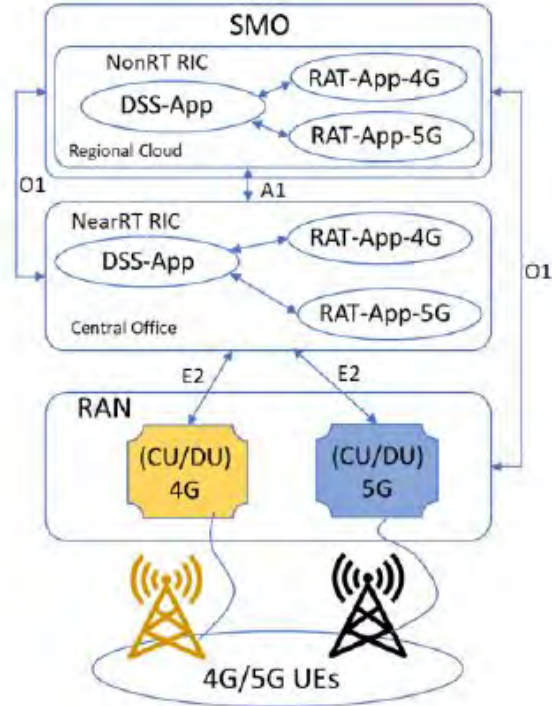 SMO
NonRT RIC
RAT-App-4G
DSS-App
RAT-App-5G
Regional Cloud
O1
A1
NearRT RIC
RAT-App-4G
DSS-App
O1
RAT-App-5G
Central Office
E2
E2
RAN
(CU/DU)
4G
(CU/DU)
5G
4G/5G UEs